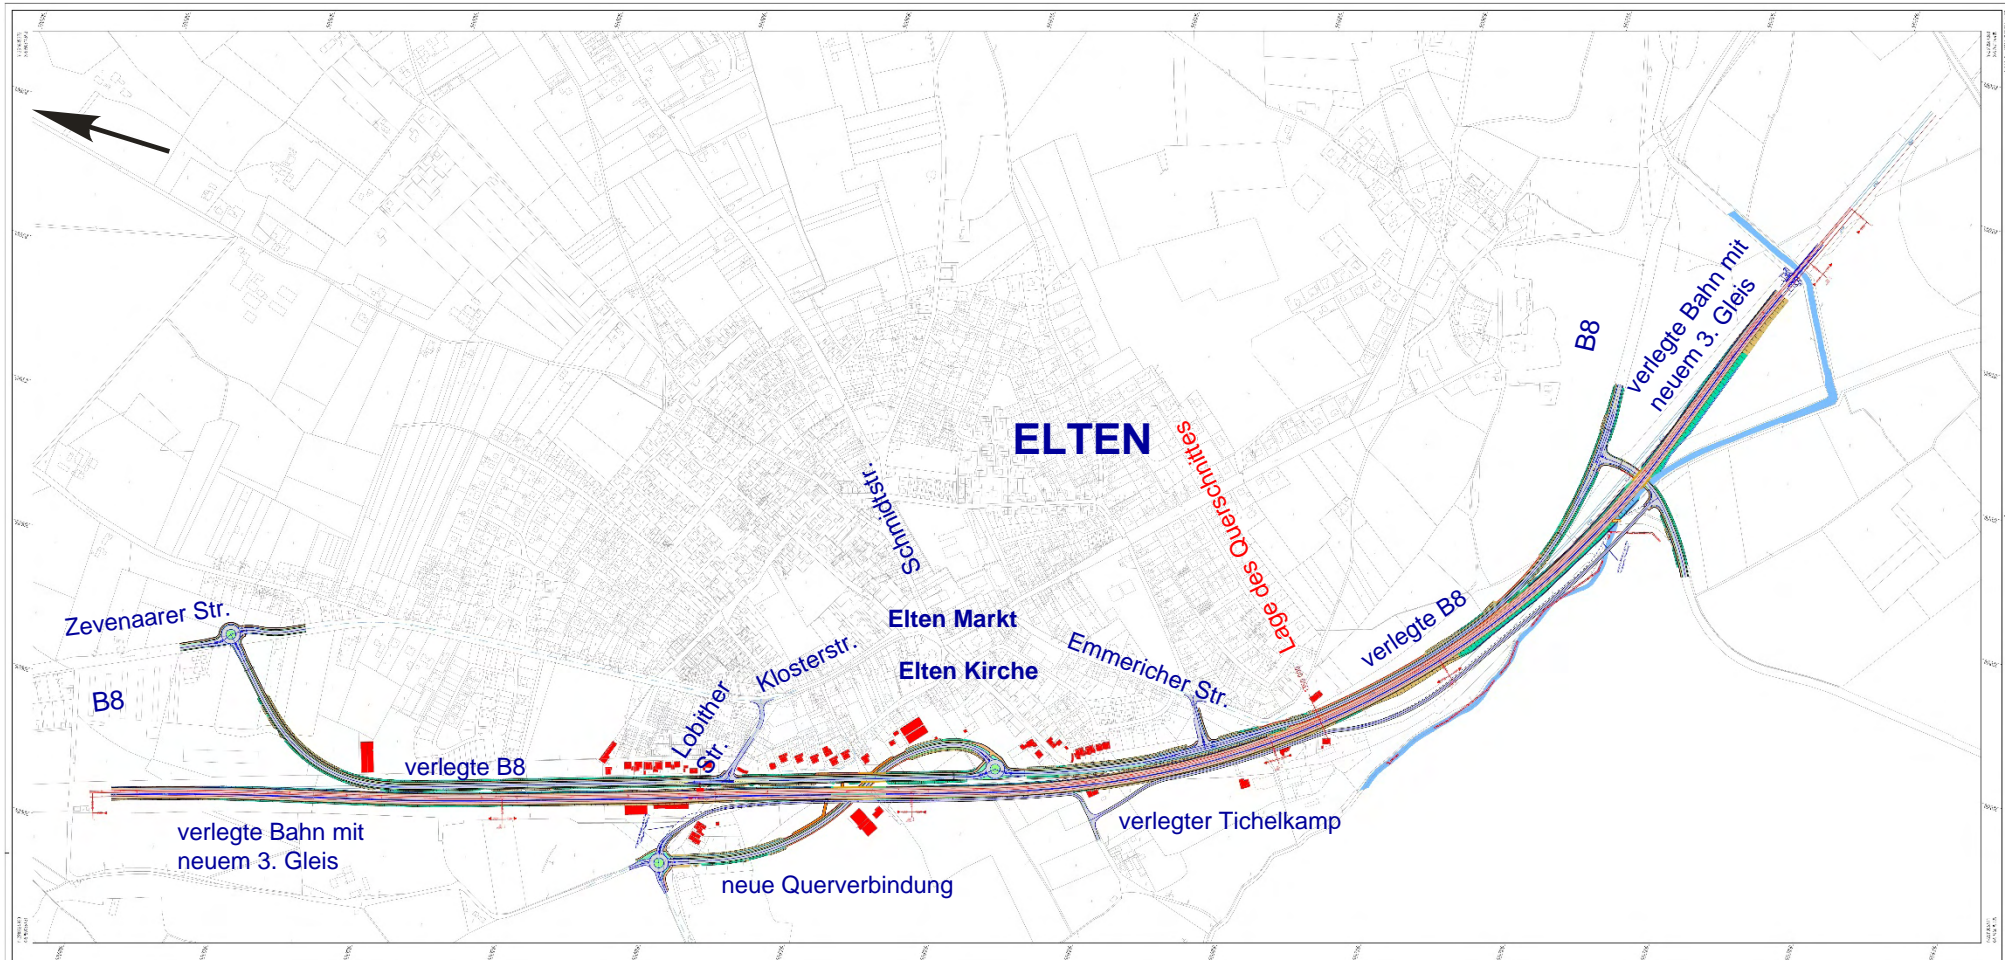 ELTEN
Schmidtstr.
Lage des Querschnittes
B8
verlegte Bahn mit
neuem 3. Gleis
Zevenaarer Str.
B8
Elten Markt
Elten Kirche
Klosterstr.
Lobither
Str.
Emmericher Str.
verlegte B8
verlegte B8
verlegte Bahn mit
neuem 3. Gleis
verlegter Tichelkamp
neue Querverbindung